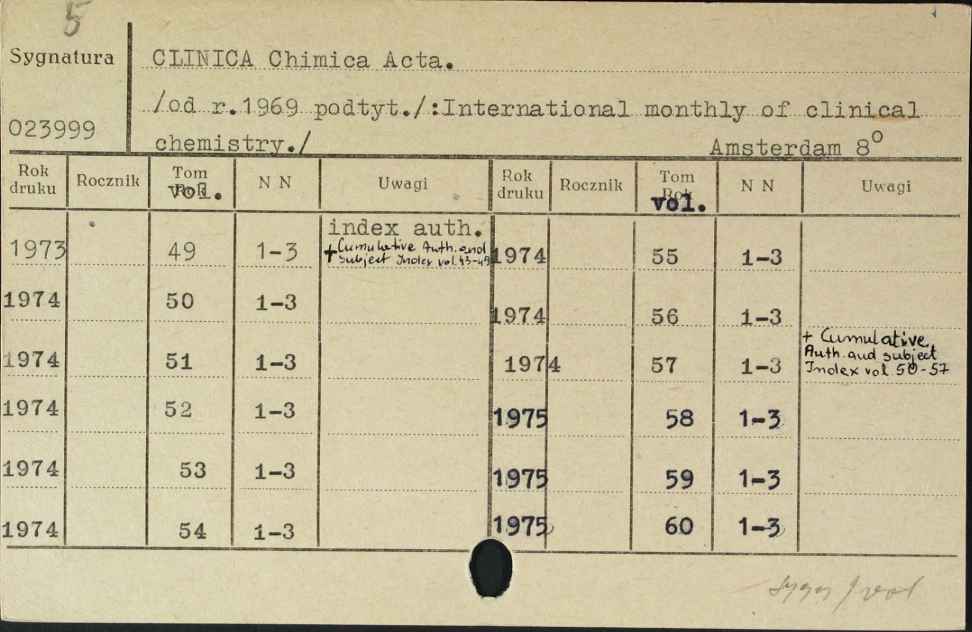 5
Sygnatura CLINICA Chimica Acta.
/od r.1969 podtyt./:International monthly of clinical
023999
chemistry./ Amsterdam 8⁰
Rok druku Rocznik Tom vol. N N Uwagi Rok druku Rocznik Tom Rok vol. N N Uwagi
index auth.
1973 49 1-3 + Cumulative Auth. and 1974 55 1-3
Subject Index vol. 43-49
1974 50 1-3 1974 56 1-3
+ Cumulative
1974 51 1-3 1974 57 1-3 Auth. and subject
Index vol 50-57
1974 52 1-3 1975 58 1-3
1974 53 1-3 1975 59 1-3
1974 54 1-3 1975 60 1-3